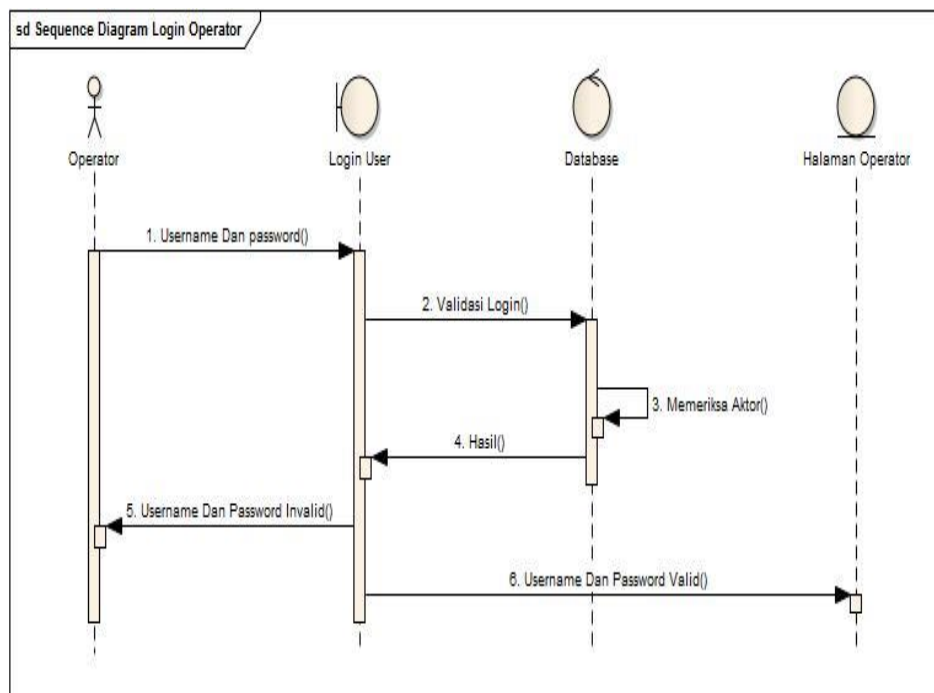 sd Sequence Diagram Login Operator
Operator
Login User
Database
Halaman Operator
1. Username Dan password()
2. Validasi Login()
3. Memeriksa Aktor()
4. Hasil()
5. Username Dan Password Invalid()
6. Username Dan Password Valid()